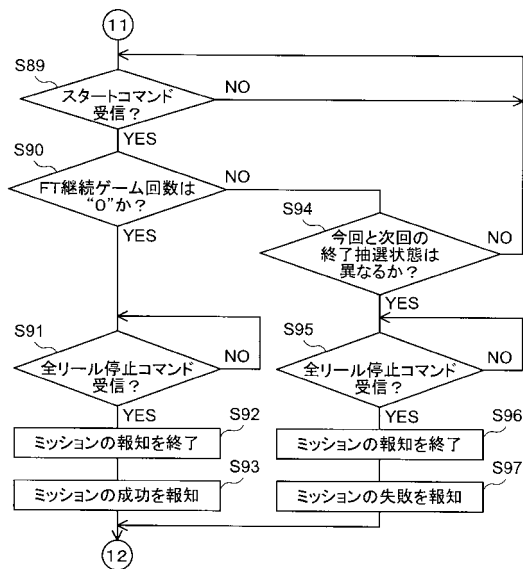 11
S89
スタートコマンド
受信？
NO
YES
S90
FT継続ゲーム回数は
“0”か？
NO
YES
S94
今回と次回の
終了抽選状態は
異なるか？
NO
YES
S91
全リール停止コマンド
受信？
NO
YES
S95
全リール停止コマンド
受信？
NO
YES
S92
ミッションの報知を終了
S96
ミッションの報知を終了
S93
ミッションの成功を報知
S97
ミッションの失敗を報知
12